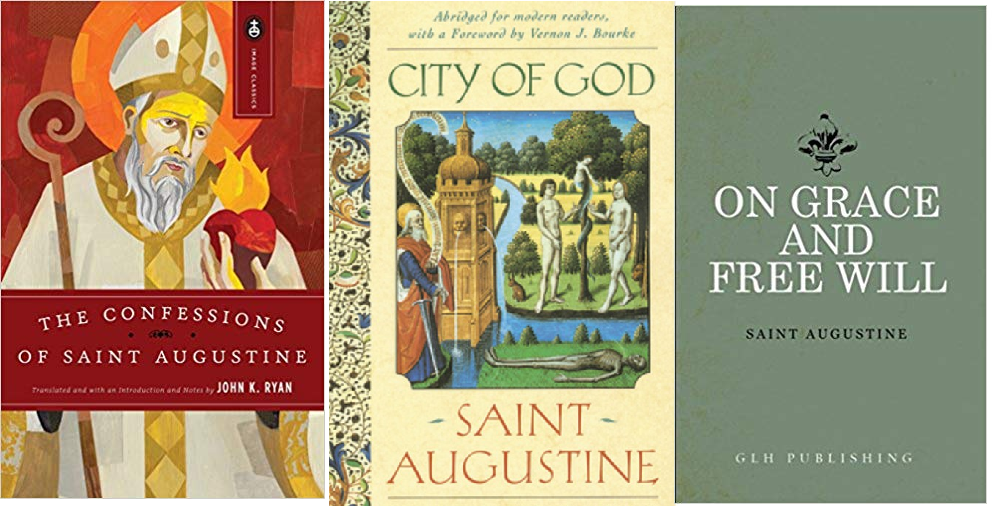 IMAGE CLASSICS
THE CONFESSIONS
OF SAINT AUGUSTINE
Translated and with an Introduction and Notes by JOHN K. RYAN
Abridged for modern readers,
with a Foreword by Vernon J. Bourke
CITY OF GOD
SAINT
AUGUSTINE
ON GRACE
AND
FREE WILL
SAINT AUGUSTINE
GLH PUBLISHING